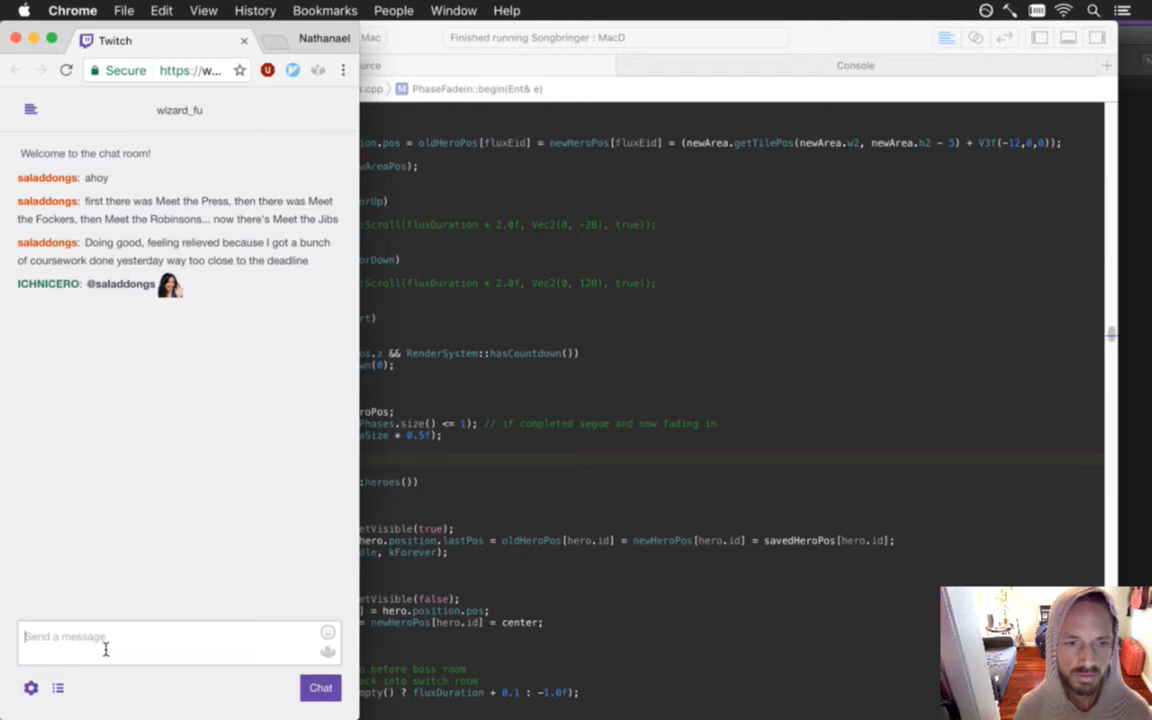 Chrome File Edit View History Bookmarks People Window Help
Twitch
Nathanael
Mac
Finished running Songbringer : MacD
Secure https://w...
Console
wizard_fu
.cpp PhaseFadein::begin(Ent& e)
Welcome to the chat room!
saladdongs: ahoy
saladdongs: first there was Meet the Press, then there was Meet
the Fockers, then Meet the Robinsons... now there's Meet the Jibs
saladdongs: Doing good, feeling relieved because I got a bunch
of coursework done yesterday way too close to the deadline
ICHNICERO: @saladdongs
ion.pos = oldHeroPos[fluxEid] = newHeroPos[fluxEid] = (newArea.getTilePos(newArea.w2, newArea.h2 - 5) + V3f(-12,0,0));
wAreaPos);
orUp)
:Scroll(fluxDuration + 2.0f, Vec2(0, -28), true));
orDown)
:Scroll(fluxDuration + 2.0f, Vec2(0, 120), true));
rt)
os.z && RenderSystem::hasCountdown())
wn(0);
roPos;
Phases.size() <= 1); // if completed segue and now fading in
aSize * 0.5f);
:heroes())
etVisible(true);
hero.position.lastPos = oldHeroPos[hero.id] = newHeroPos[hero.id] = savedHeroPos[hero.id];
dle, kForever);
etVisible(false);
] = hero.position.pos;
= newHeroPos[hero.id] = center;
o before boss room
ck into switch room
mpty() ? fluxDuration + 0.1 : -1.0f);
Send a message
Chat